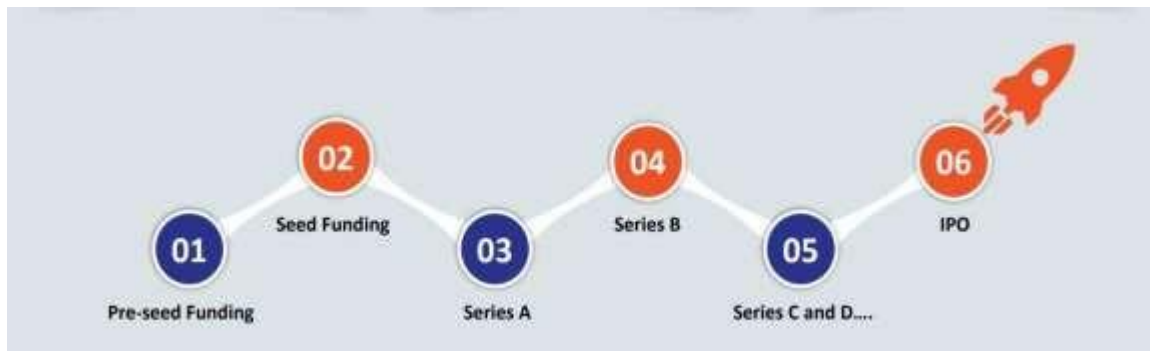 01
Pre-seed Funding
02
Seed Funding
03
Series A
04
Series B
05
Series C and D....
06
IPO